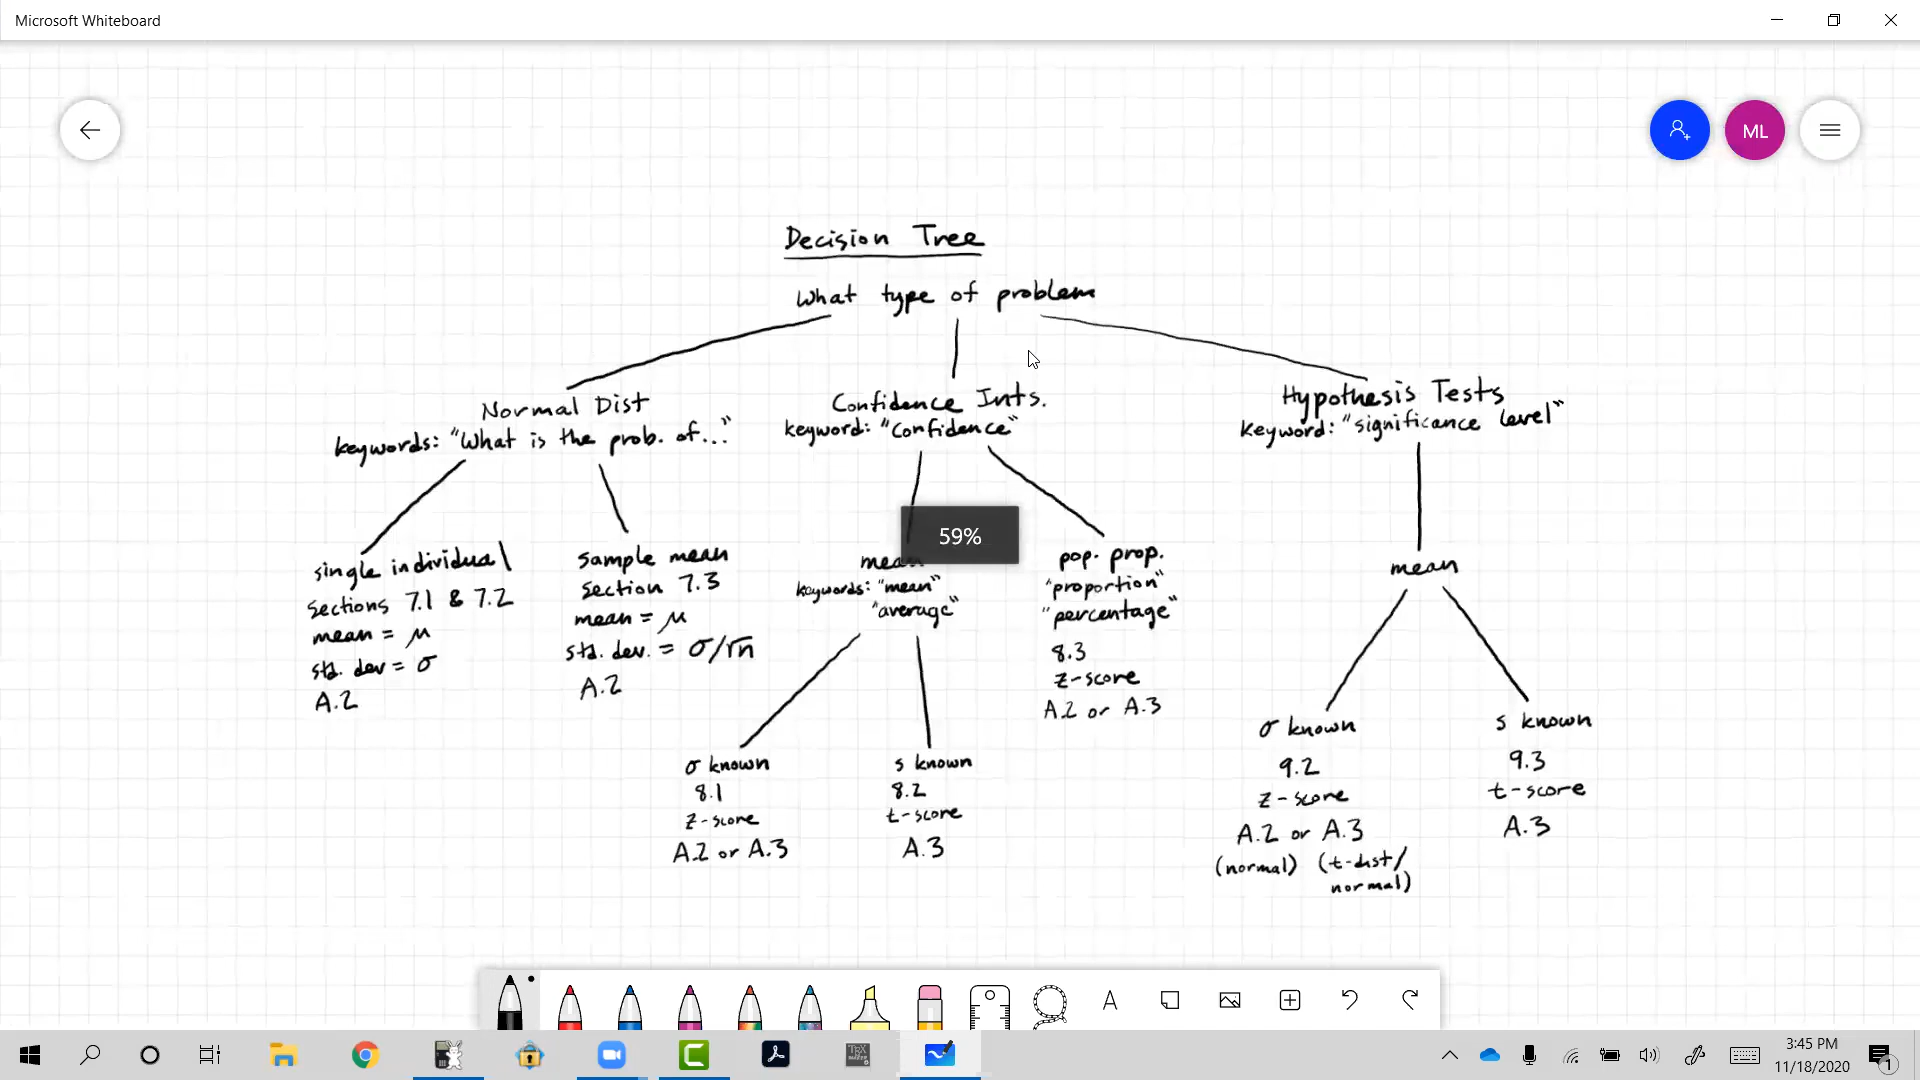 Microsoft Whiteboard
ML
Decision Tree
What type of problem
Normal Dist
keywords: "What is the prob. of..."
Confidence Ints.
keyword: "Confidence"
Hypothesis Tests
keyword: "significance level"
single individual
sections 7.1 & 7.2
mean = μ
std. dev = σ
A.2
sample mean
section 7.3
mean = μ
std. dev. = σ/√n
A.2
59%
mean
keywords: "mean"
"average"
pop. prop.
"proportion"
"percentage"
8.3
z-score
A.2 or A.3
mean
σ known
8.1
z-score
A.2 or A.3
s known
8.2
t-score
A.3
σ known
9.2
z-score
A.2 or A.3
(normal) (t-dist/
normal)
s known
9.3
t-score
A.3
3:45 PM
11/18/2020
1